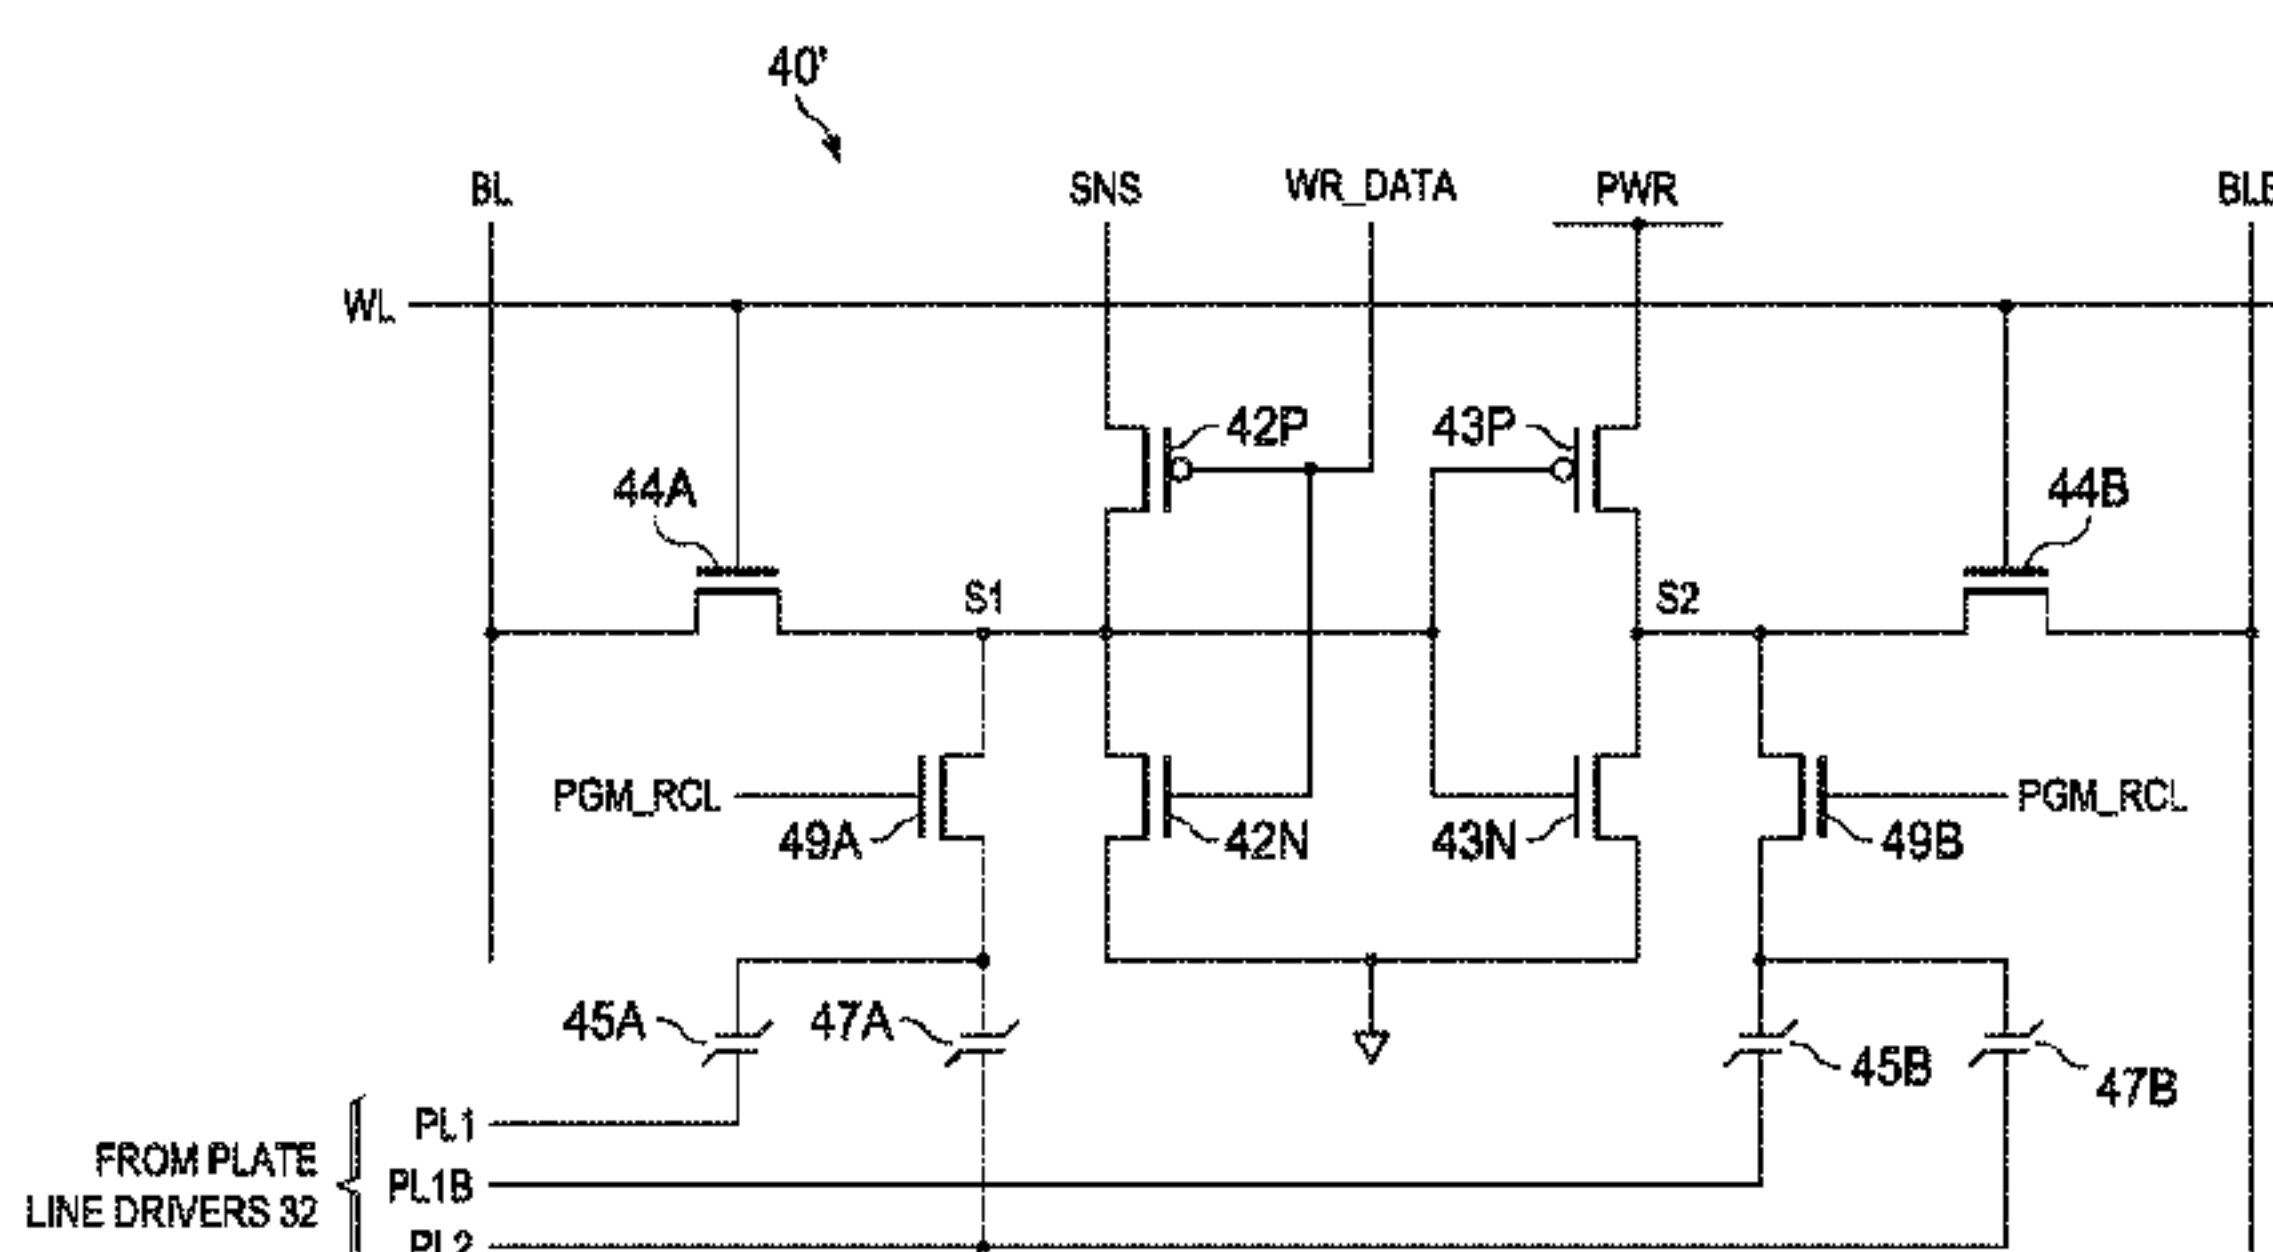 40'
BL
SNS
WR_DATA
PWR
WL
42P
43P
44A
44B
S1
S2
PGM_RCL
PGM_RCL
49A
42N
43N
49B
45A
47A
45B
47B
PL1
FROM PLATE
LINE DRIVERS 32
PL1B
PL2